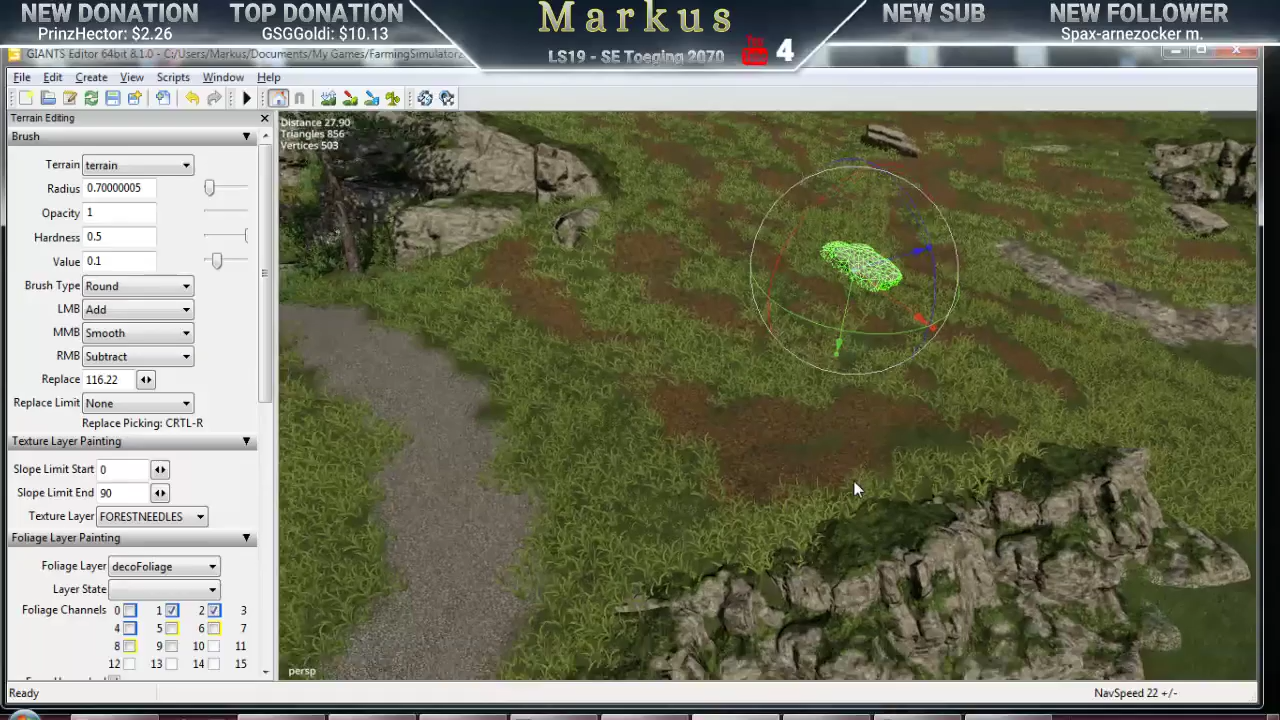 NEW DONATION
PrinzHector: $2.26
TOP DONATION
GSGGoldi: $10.13
Markus
LS19 - SE Toeging 2070
4
NEW SUB
NEW FOLLOWER
Spax-arnezocker m.
GIANTS Editor 64bit 8.1.0 - C:/Users/Markus/Documents/My Games/FarmingSimulator
File Edit Create View Scripts Window Help
Terrain Editing
Brush
Terrain terrain
Radius 0.70000005
Opacity 1
Hardness 0.5
Value 0.1
Brush Type Round
LMB Add
MMB Smooth
RMB Subtract
Replace 116.22
Replace Limit None
Replace Picking: CRTL-R
Texture Layer Painting
Slope Limit Start 0
Slope Limit End 90
Texture Layer FORESTNEEDLES
Foliage Layer Painting
Foliage Layer decoFoliage
Layer State
Foliage Channels 0 1 2 3
4 5 6 7
8 9 10 11
12 13 14 15
Distance 27.90
Triangles 856
Vertices 503
persp
Ready
NavSpeed 22 +/-